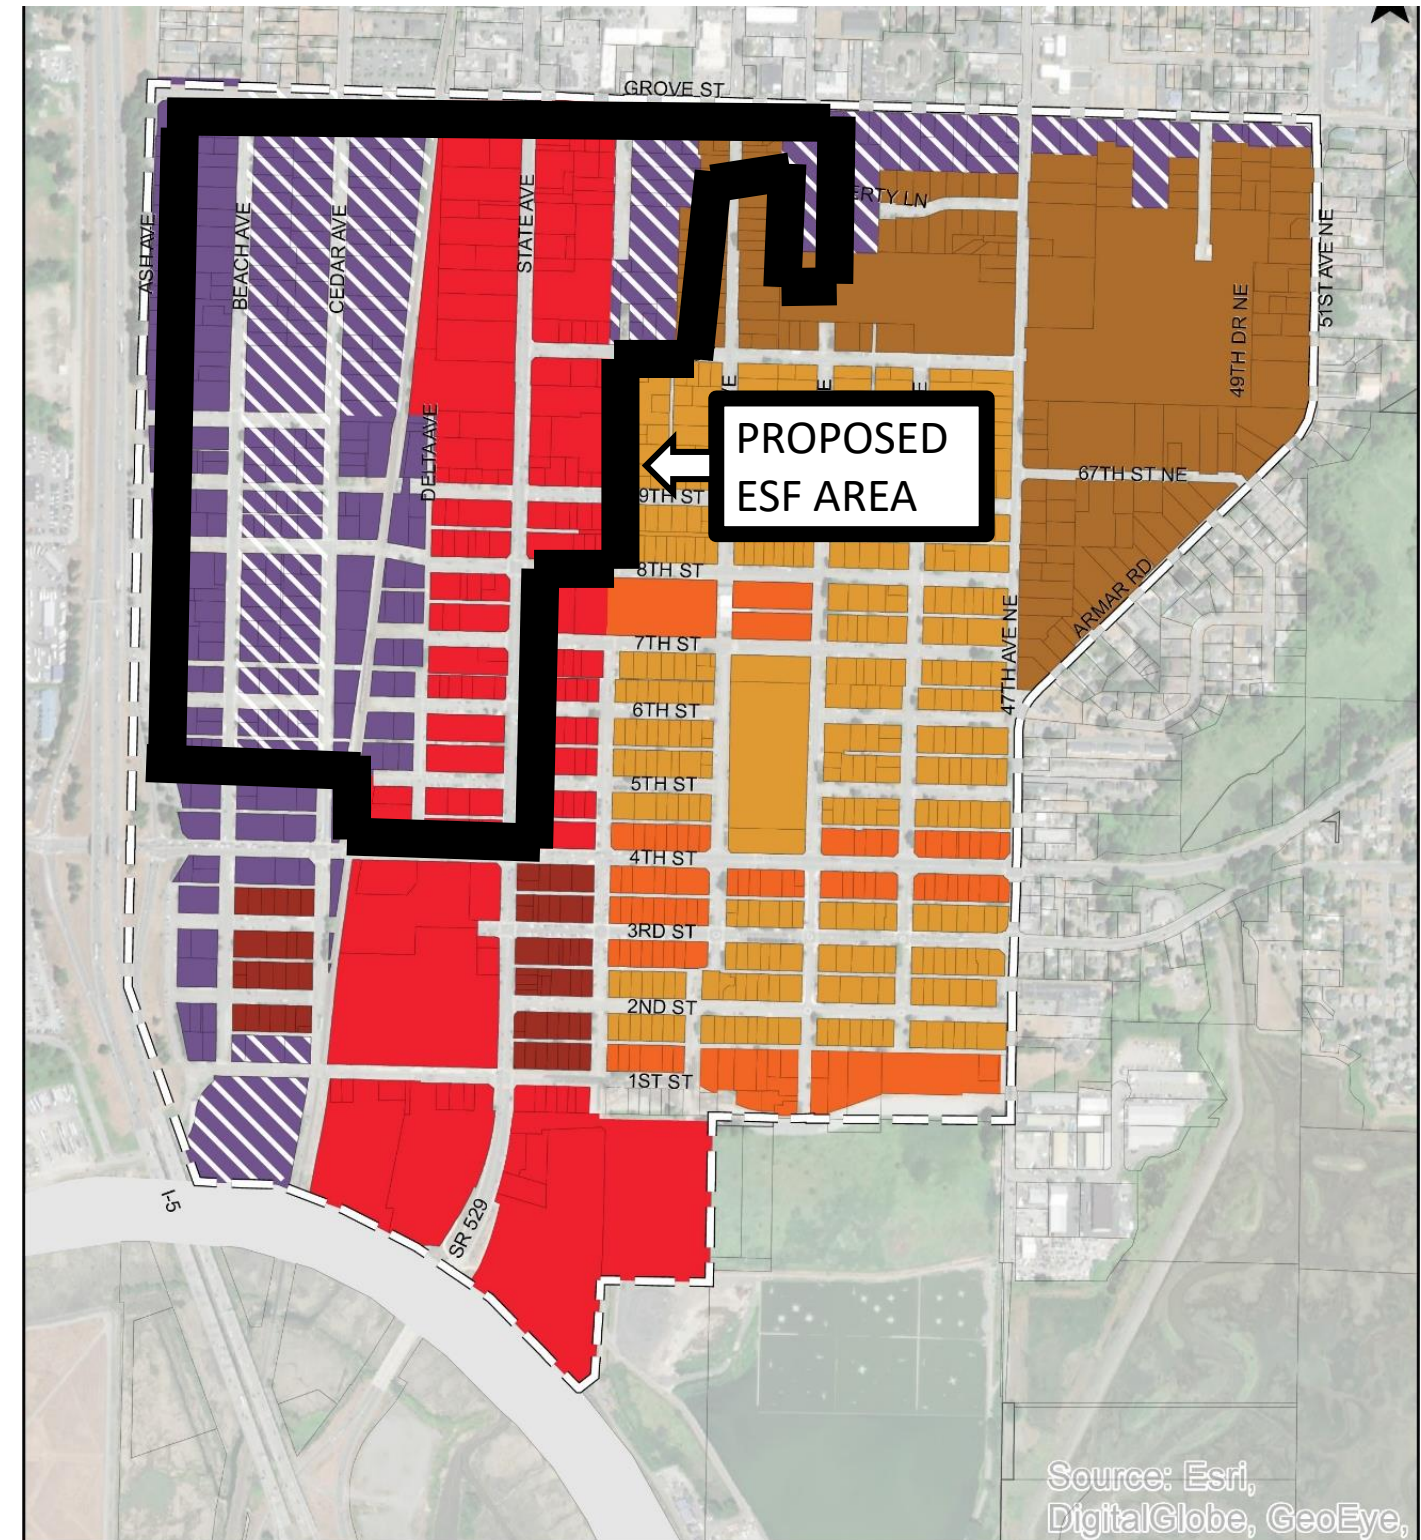 GROVE ST
ERTY LN
ASH AVE
BEACH AVE
CEDAR AVE
STATE AVE
DELTA AVE
51ST AVE NE
49TH DR NE
PROPOSED
ESF AREA
67TH ST NE
9TH ST
8TH ST
ARMAR RD
47TH AVE NE
7TH ST
6TH ST
5TH ST
4TH ST
3RD ST
2ND ST
1ST ST
I-5
SR 529
Source: Esri,
DigitalGlobe, GeoEye,